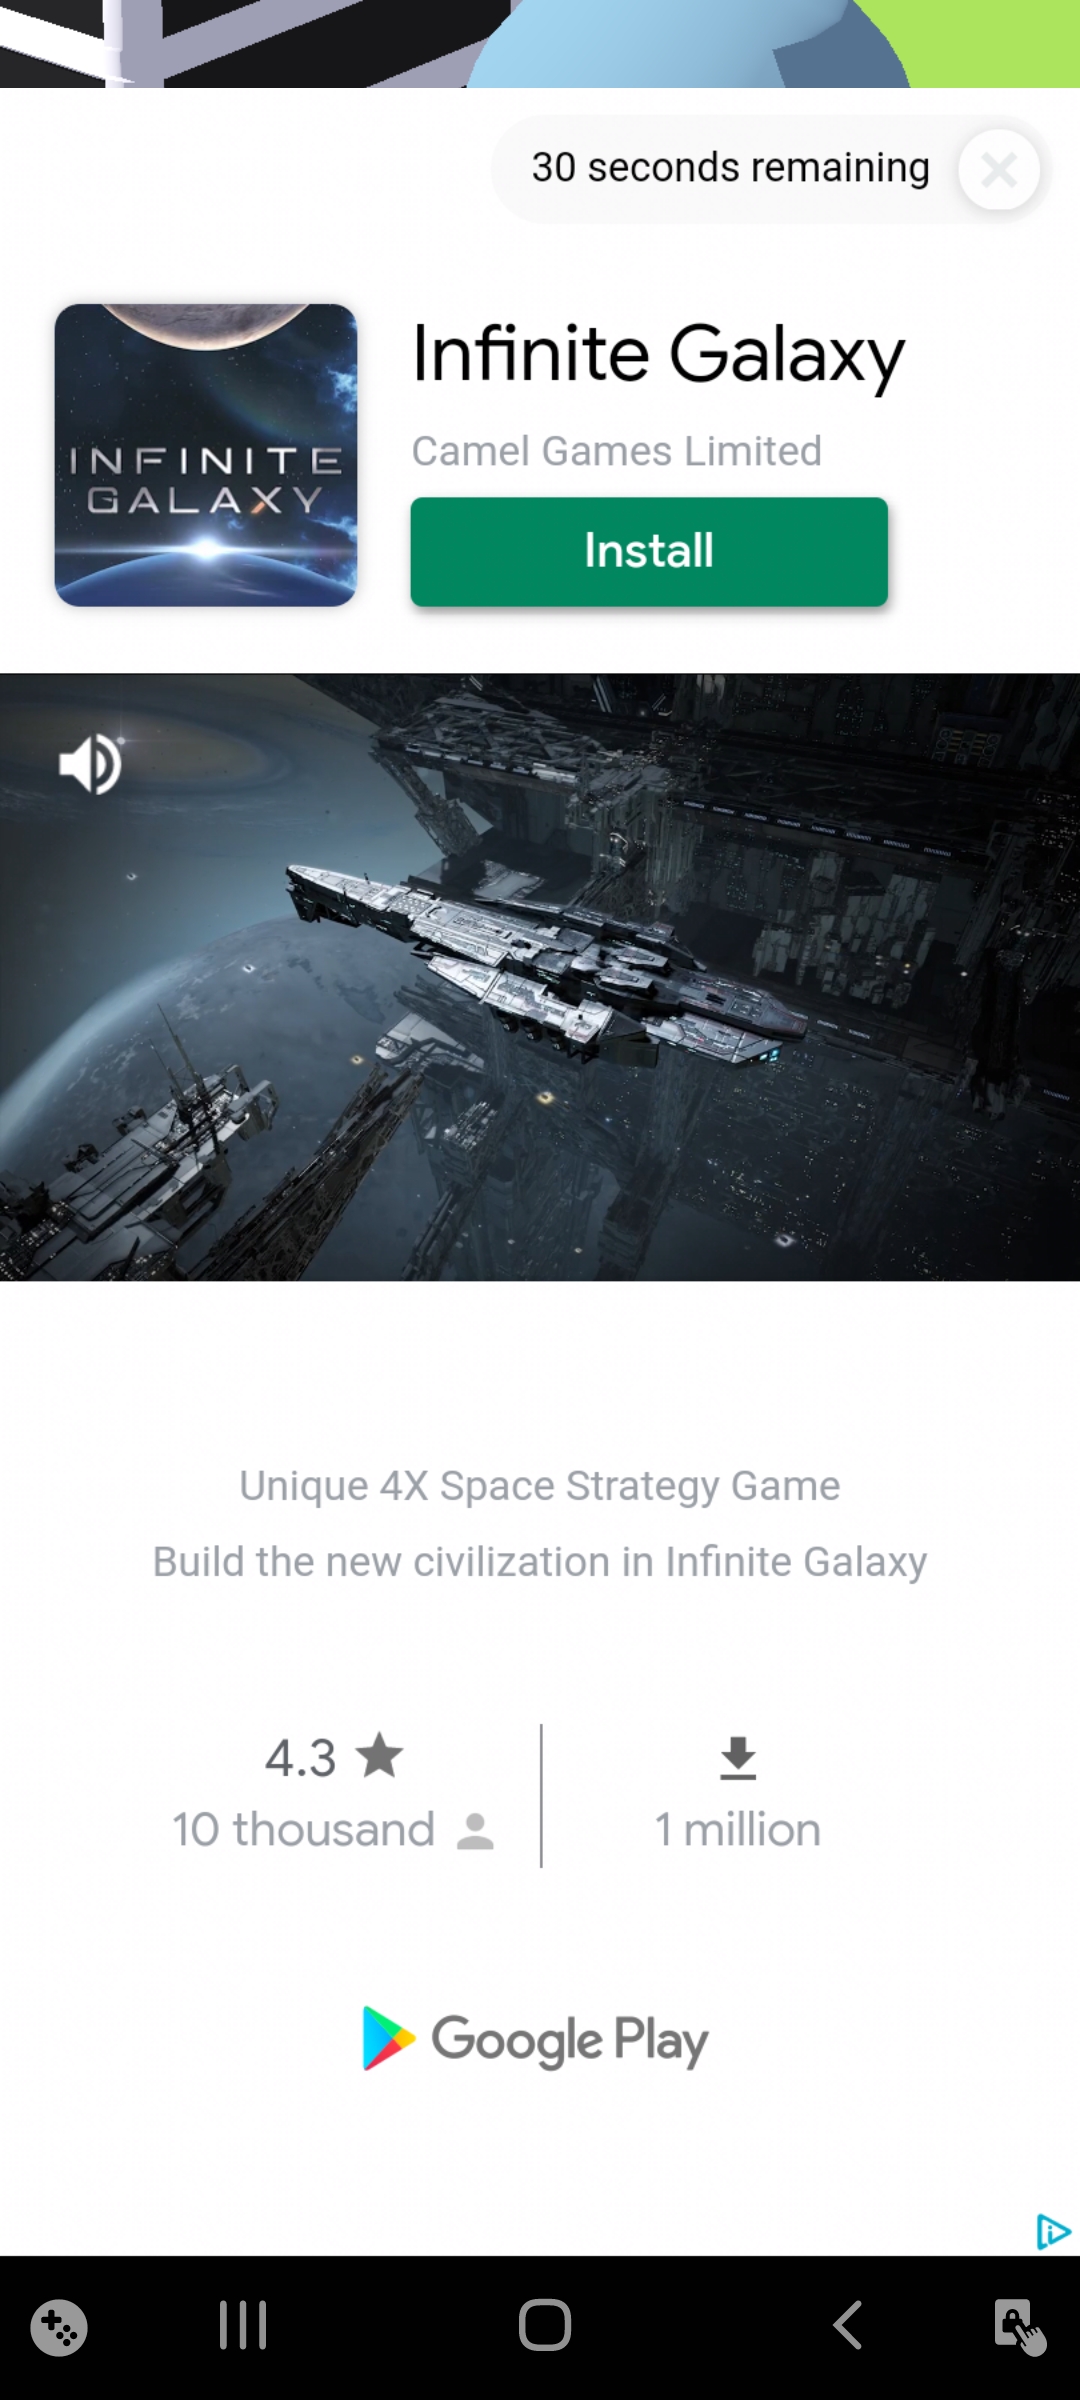 30 seconds remaining
Infinite Galaxy
INFINITE
GALAXY
Camel Games Limited
Install
Unique 4X Space Strategy Game
Build the new civilization in Infinite Galaxy
4.3
10 thousand
1 million
Google Play